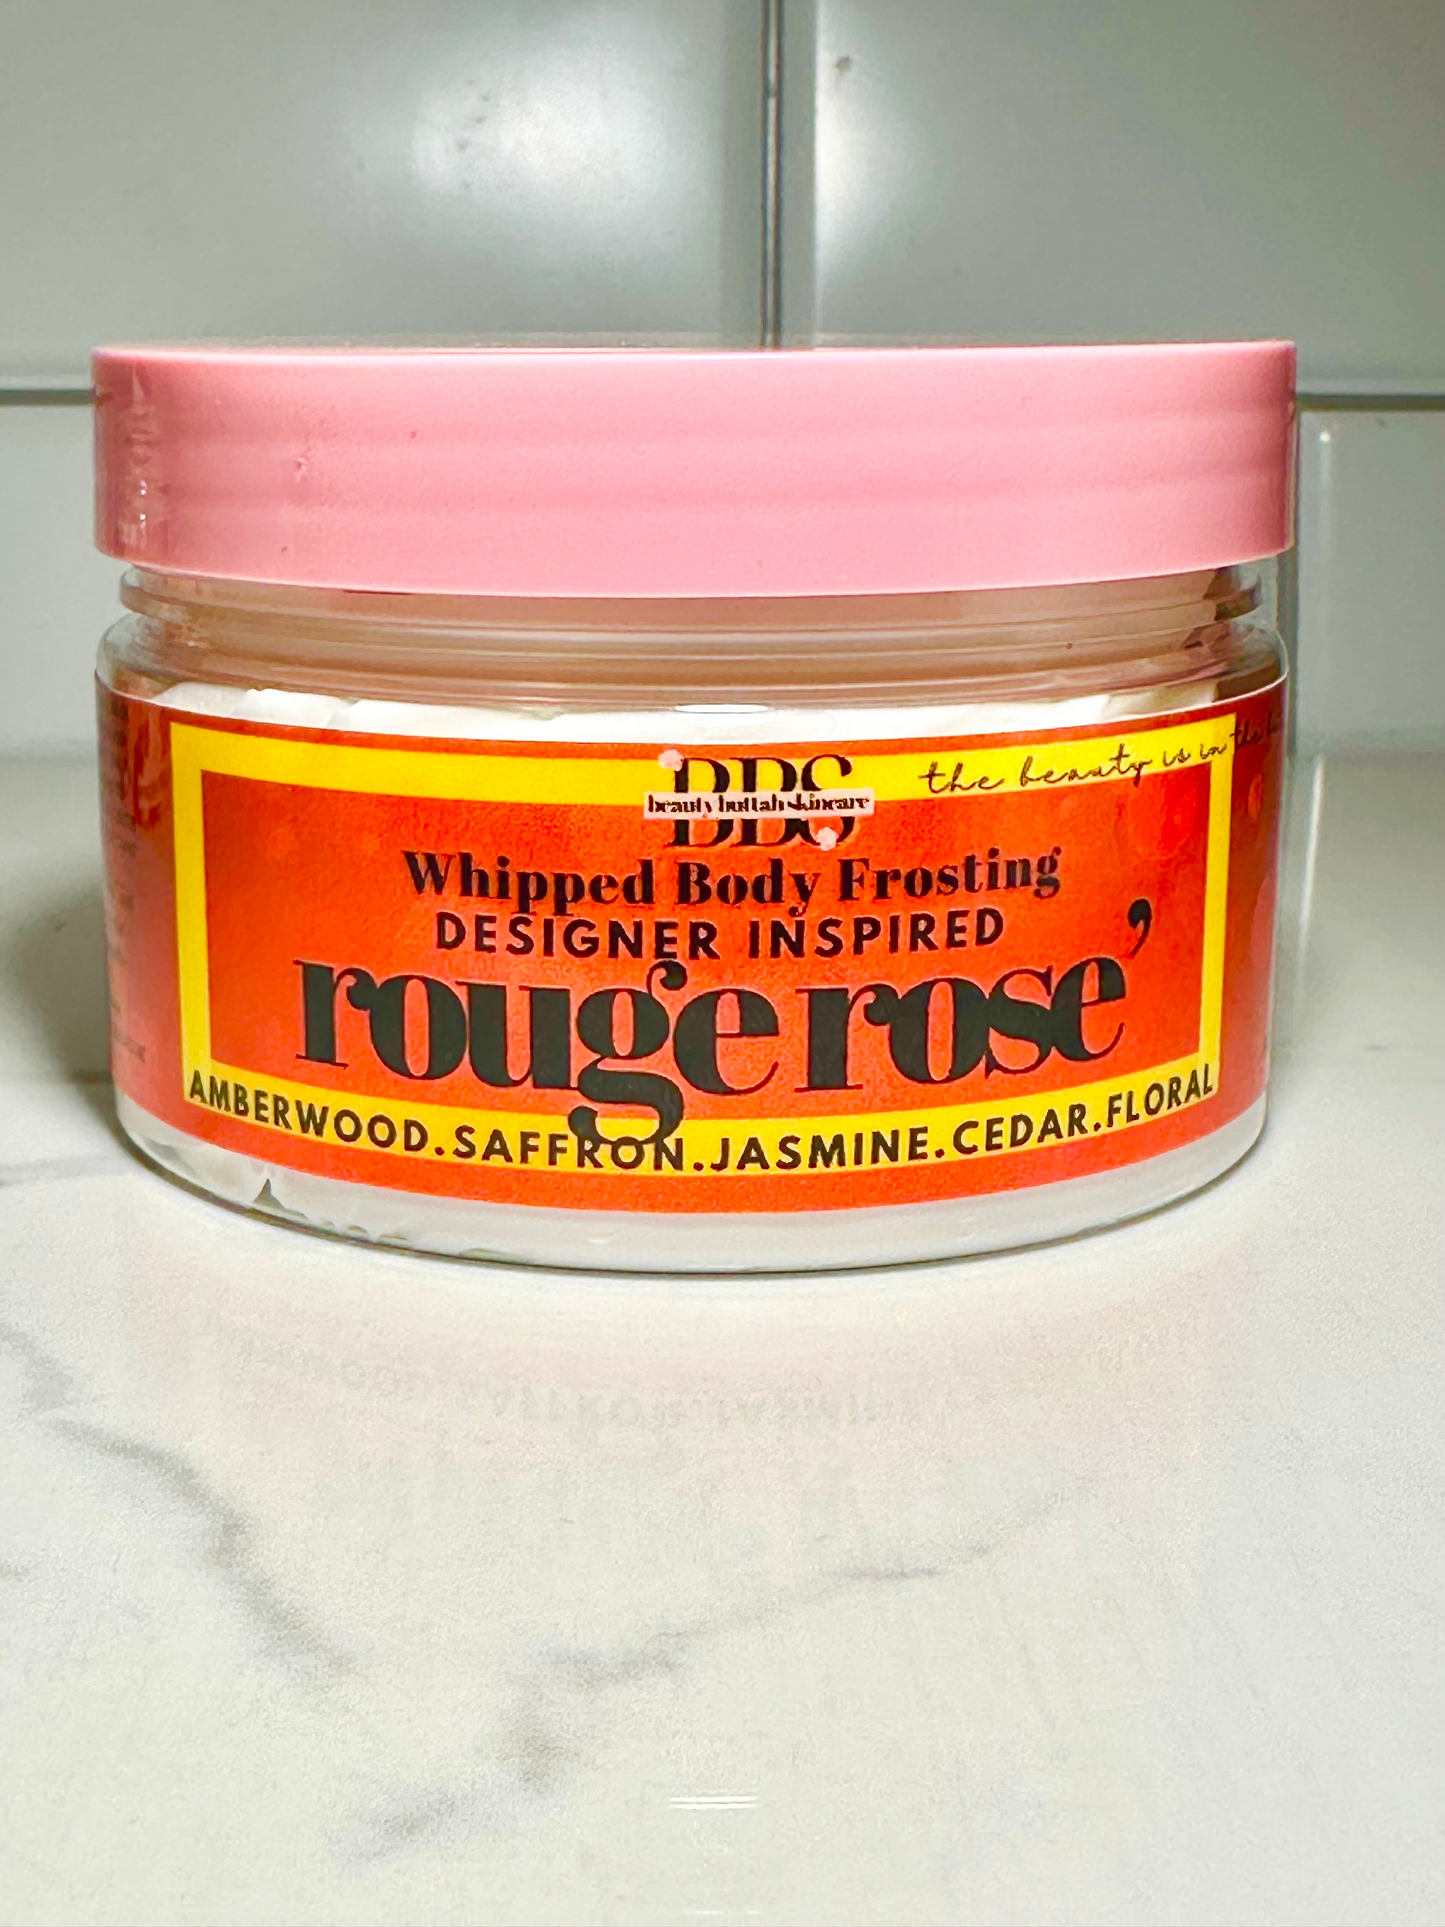 the beauty is in the
BBS
beauty buttah skincare
Whipped Body Frosting
DESIGNER INSPIRED
rouge rose’
AMBERWOOD.SAFFRON.JASMINE.CEDAR.FLORAL